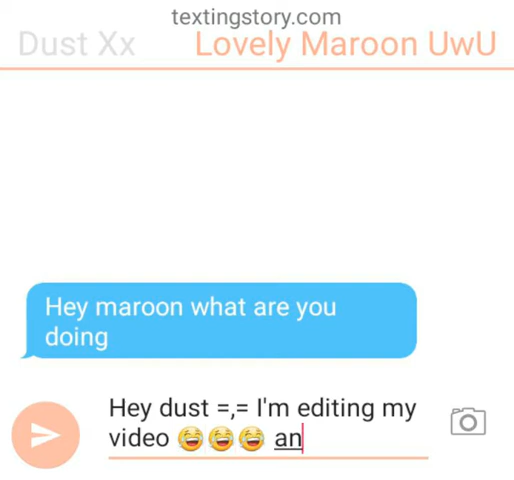 textingstory.com
Dust Xx Lovely Maroon UwU
Hey maroon what are you
doing
Hey dust =,= I'm editing my
video 😂😂😂 an